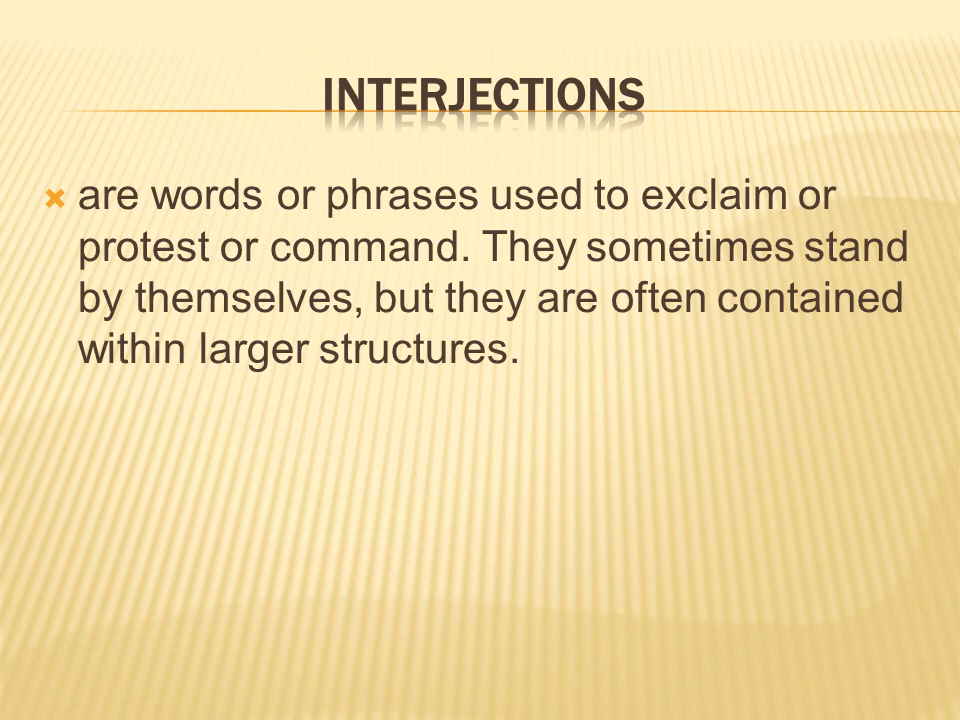 INTERJECTIONS
are words or phrases used to exclaim or
protest or command. They sometimes stand
by themselves, but they are often contained
within larger structures.